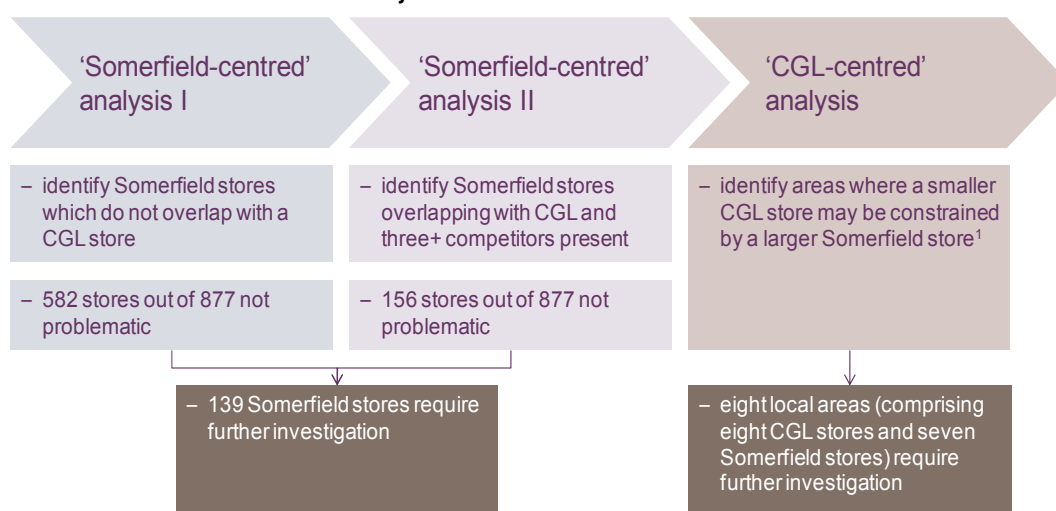 ‘Somerfield-centred’
analysis I
‘Somerfield-centred’
analysis II
‘CGL-centred’
analysis
– identify Somerfield stores
which do not overlap with a
CGL store
– identify Somerfield stores
overlapping with CGL and
three+ competitors present
– identify areas where a smaller
CGL store may be constrained
by a larger Somerfield store¹
– 582 stores out of 877 not
problematic
– 156 stores out of 877 not
problematic
– 139 Somerfield stores require
further investigation
– eight local areas (comprising
eight CGL stores and seven
Somerfield stores) require
further investigation